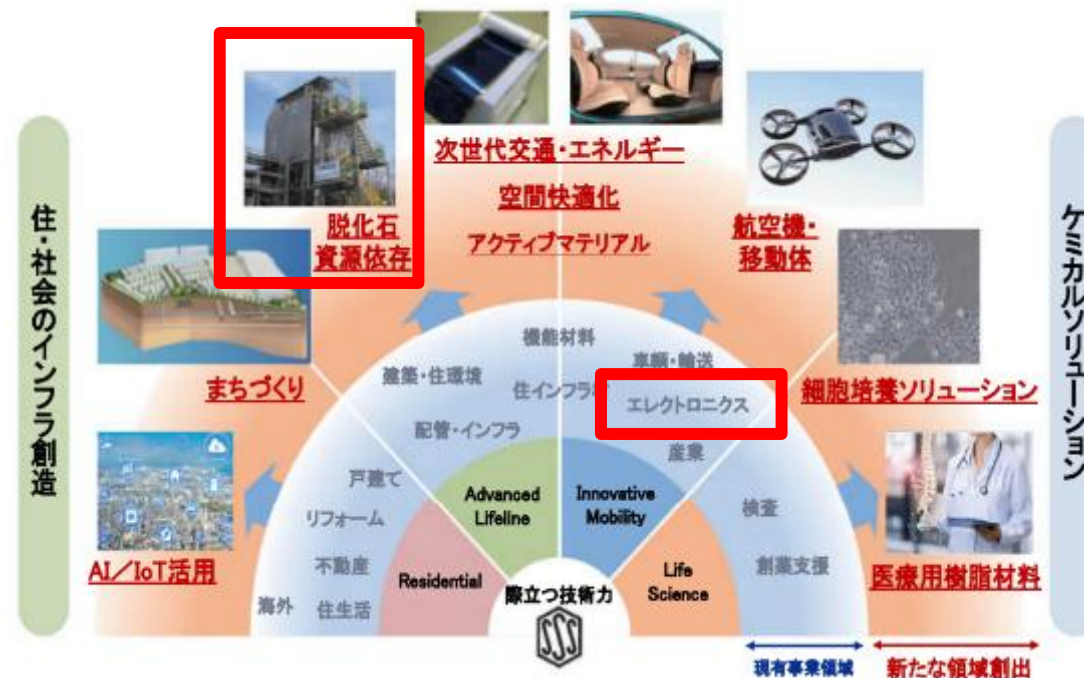 住・社会のインフラ創造
ケミカルソリューション
脱化石
資源依存
次世代交通・エネルギー
空間快適化
アクティブマテリアル
航空機・
移動体
まちづくり
細胞培養ソリューション
AI/IoT活用
医療用樹脂材料
機能材料
建築・住環境
車輌・輸送
住インフラ
エレクトロニクス
配管・インフラ
産業
戸建て
リフォーム
不動産
海外
住生活
検査
創薬支援
Advanced
Lifeline
Innovative
Mobility
Residential
Life
Science
際立つ技術力
SSS
現有事業領域
新たな領域創出